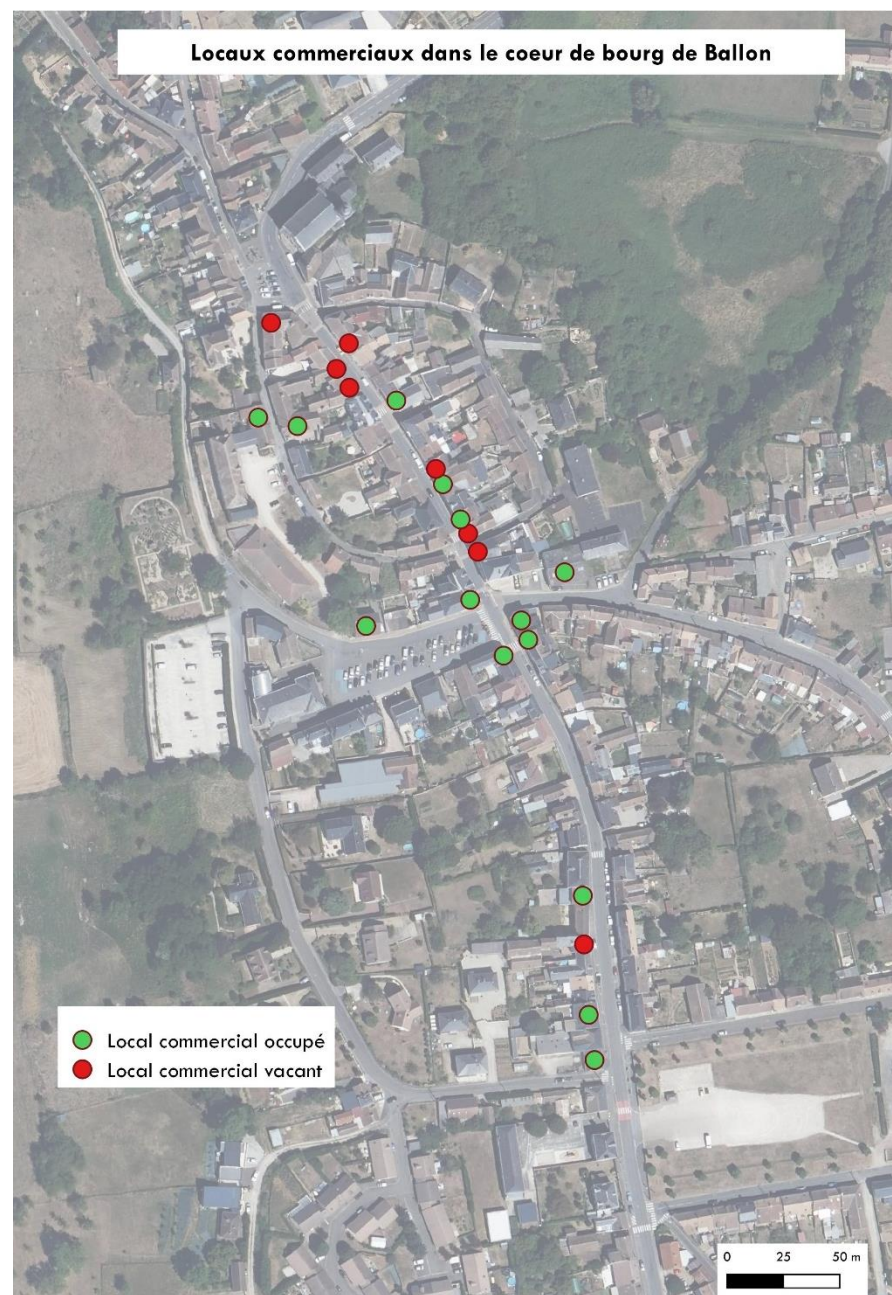 Locaux commerciaux dans le coeur de bourg de Ballon
Local commercial occupé
Local commercial vacant
0 25 50 m